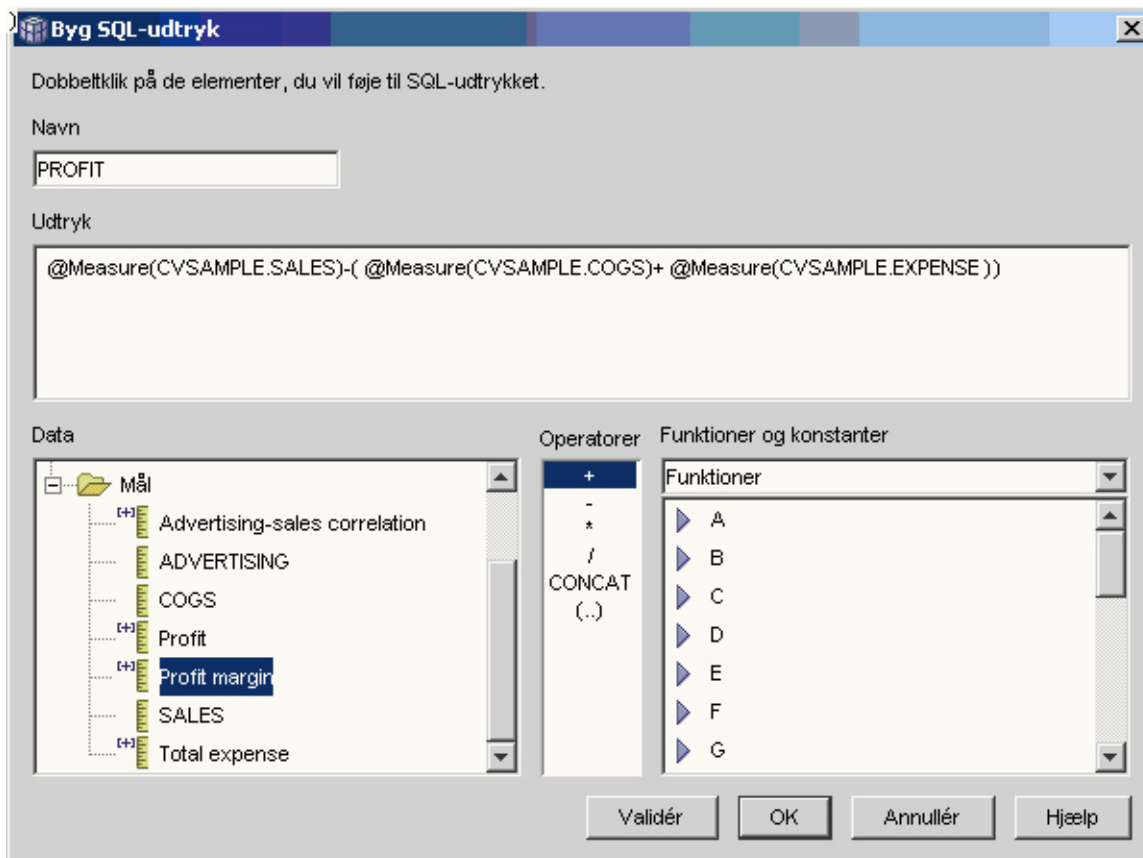 Byg SQL-udtryk
Dobbeltklik på de elementer, du vil føje til SQL-udtrykket.
Navn
PROFIT
Udtryk
@Measure(CVSAMPLE.SALES)-( @Measure(CVSAMPLE.COGS)+ @Measure(CVSAMPLE.EXPENSE ))
Data
Mål
Advertising-sales correlation
ADVERTISING
COGS
Profit
Profit margin
SALES
Total expense
Operatorer
+
-
*
/
CONCAT
(..)
Funktioner og konstanter
Funktioner
A
B
C
D
E
F
G
Validér
OK
Annullér
Hjælp